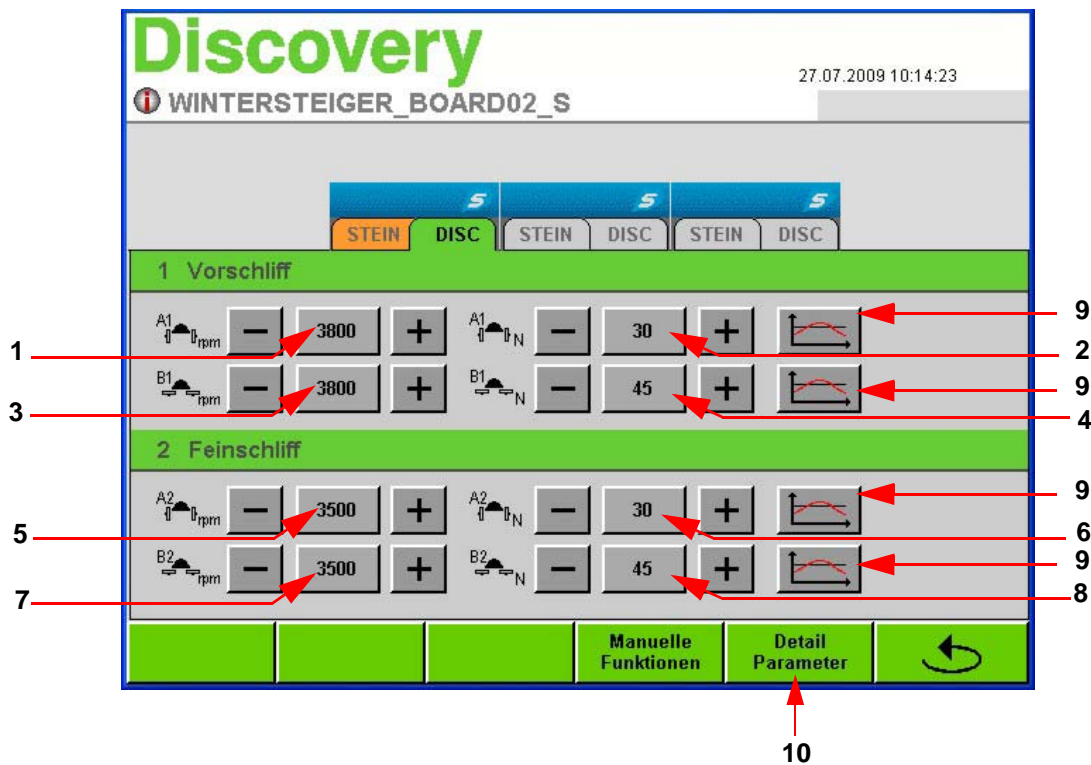 Discovery
27.07.2009 10:14:23
i WINTERSTEIGER_BOARD02_S
S S S
STEIN DISC STEIN DISC STEIN DISC
1 Vorschliff
A1 rpm − 3800 + A1 N − 30 + 9
1 2
B1 rpm − 3800 + B1 N − 45 + 9
3 4
2 Feinschliff
A2 rpm − 3500 + A2 N − 30 + 9
5 6
B2 rpm − 3500 + B2 N − 45 + 9
7 8
Manuelle Funktionen Detail Parameter
10